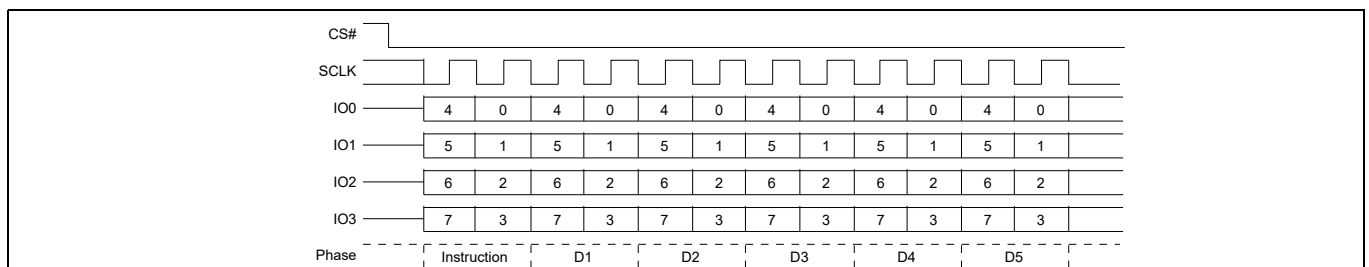 CS#
SCLK
IO0 4 0 4 0 4 0 4 0 4 0 4 0
IO1 5 1 5 1 5 1 5 1 5 1 5 1
IO2 6 2 6 2 6 2 6 2 6 2 6 2
IO3 7 3 7 3 7 3 7 3 7 3 7 3
Phase Instruction D1 D2 D3 D4 D5